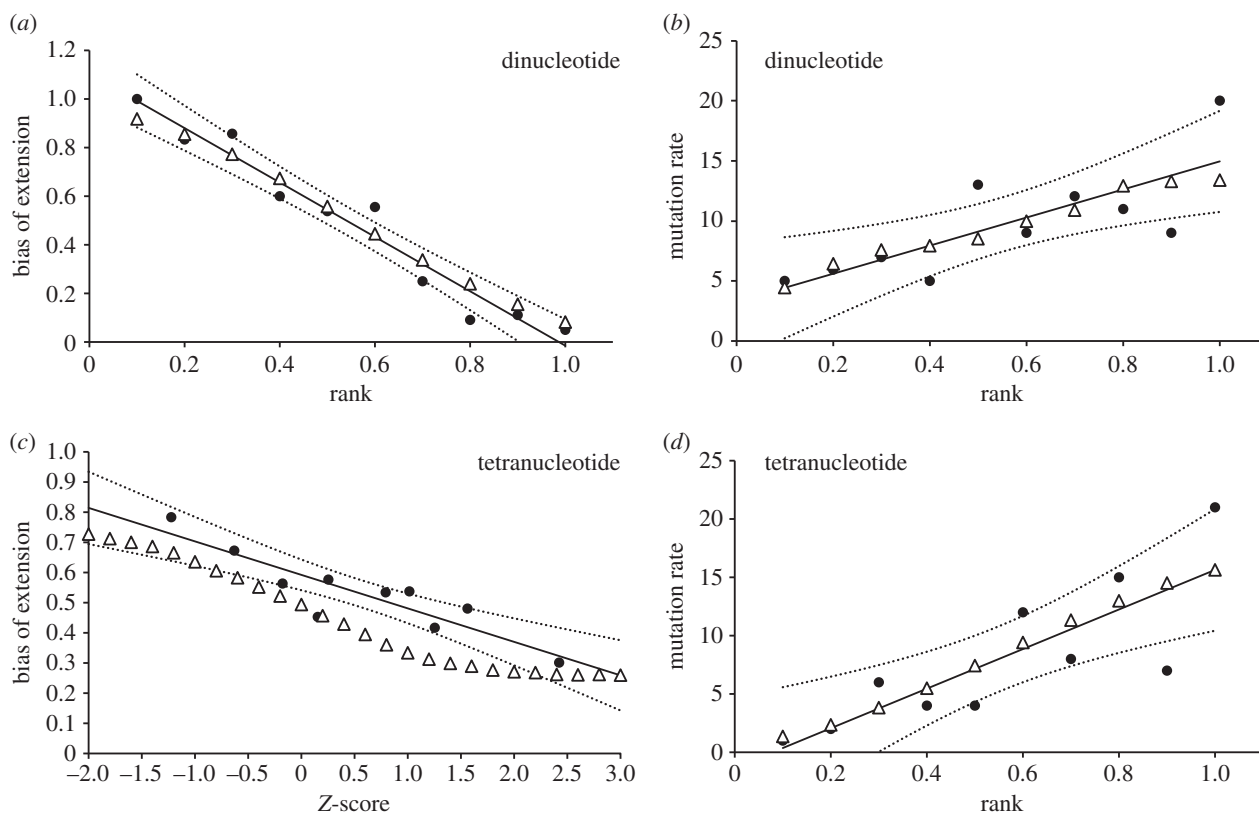 (a)
dinucleotide
bias of extension
1.2
1.0
0.8
0.6
0.4
0.2
0
0 0.2 0.4 0.6 0.8 1.0
rank
(b)
dinucleotide
mutation rate
25
20
15
10
5
0
0 0.2 0.4 0.6 0.8 1.0
rank
(c)
tetranucleotide
bias of extension
1.0
0.9
0.8
0.7
0.6
0.5
0.4
0.3
0.2
0.1
0
–2.0 –1.5 –1.0 –0.5 0 0.5 1.0 1.5 2.0 2.5 3.0
Z-score
(d)
tetranucleotide
mutation rate
25
20
15
10
5
0
0 0.2 0.4 0.6 0.8 1.0
rank